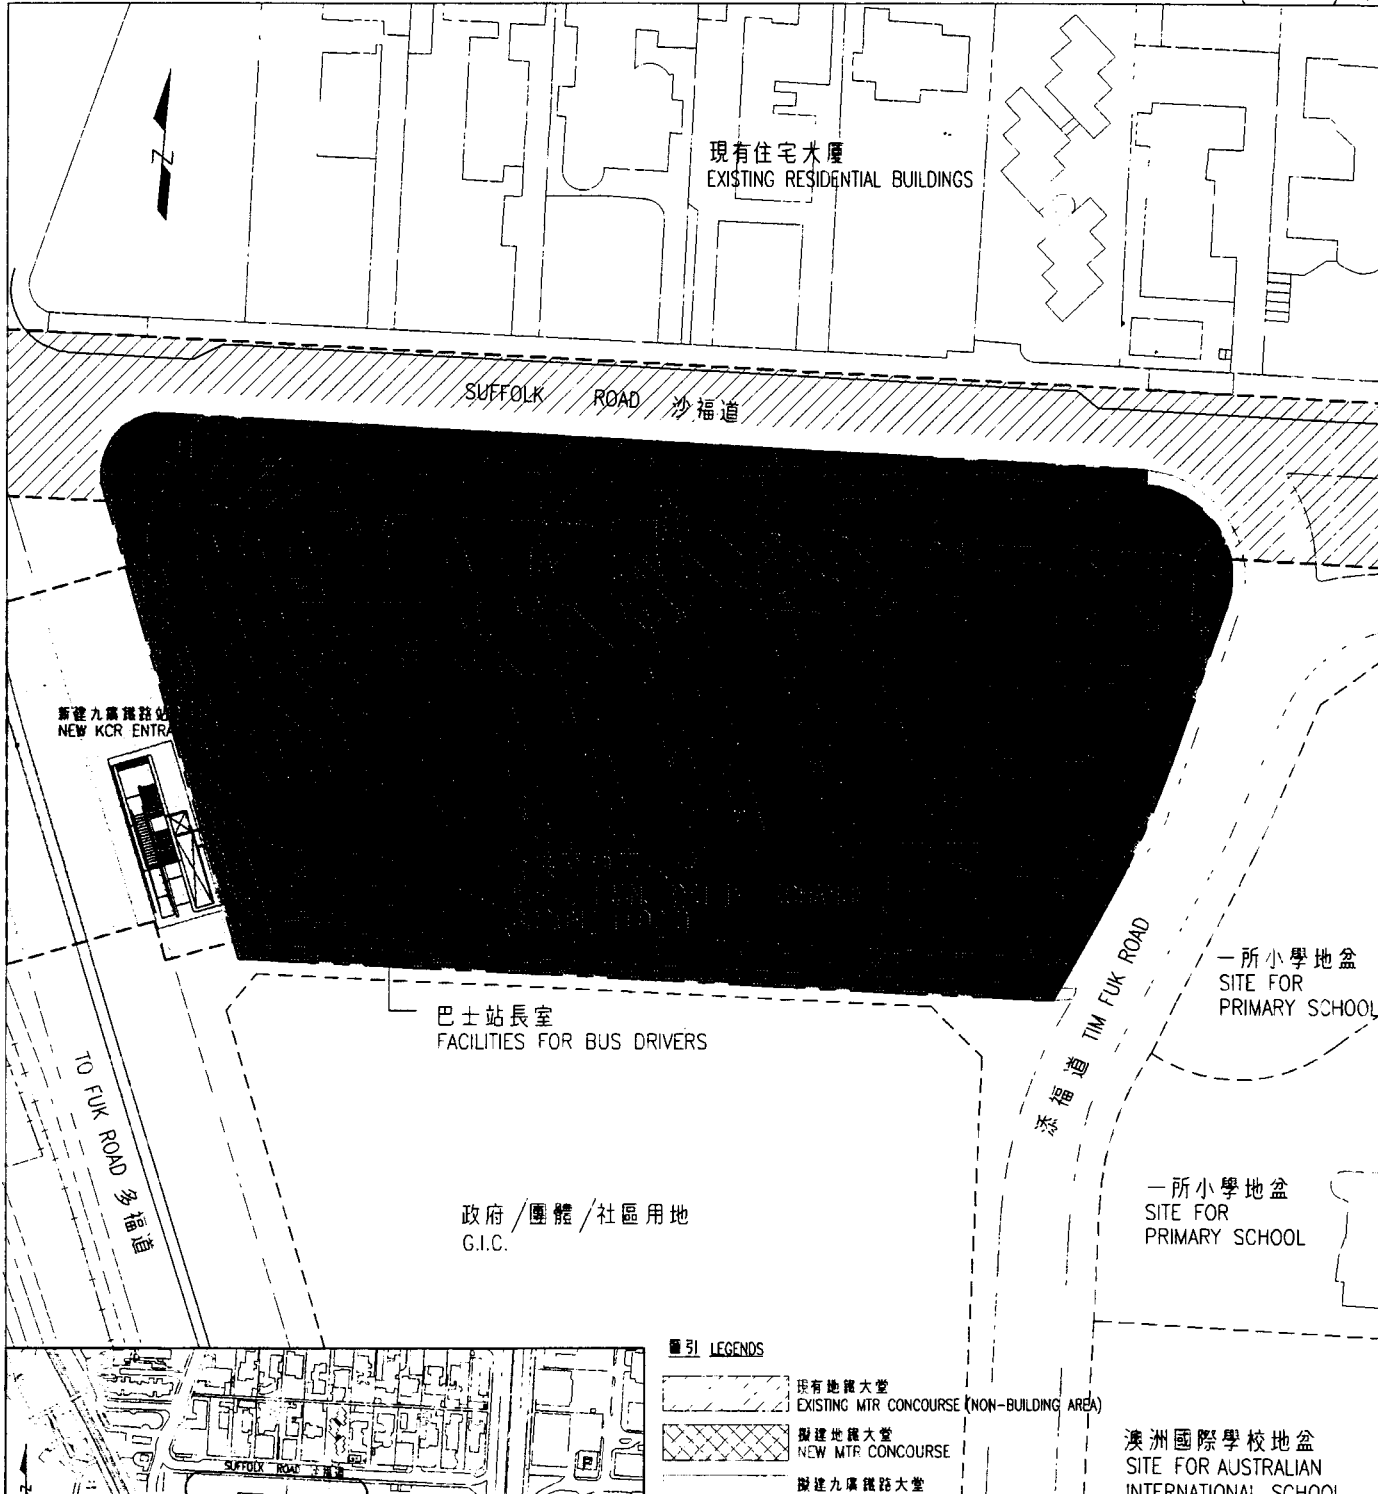 現有住宅大廈
EXISTING RESIDENTIAL BUILDINGS
SUFFOLK ROAD 沙福道
新建九廣鐵路站
NEW KCR ENTRA
巴士站長室
FACILITIES FOR BUS DRIVERS
添福道 TIM FUK ROAD
一所小學地盆
SITE FOR
PRIMARY SCHOOL
TO FUK ROAD 多福道
政府/團體/社區用地
G.I.C.
一所小學地盆
SITE FOR
PRIMARY SCHOOL
圖引 LEGENDS
現有地鐵大堂
EXISTING MTR CONCOURSE (NON-BUILDING AREA)
擬建地鐵大堂
NEW MTR CONCOURSE
擬建九廣鐵路大堂
澳洲國際學校地盆
SITE FOR AUSTRALIAN
INTERNATIONAL SCHOOL
SUFFOLK ROAD
P